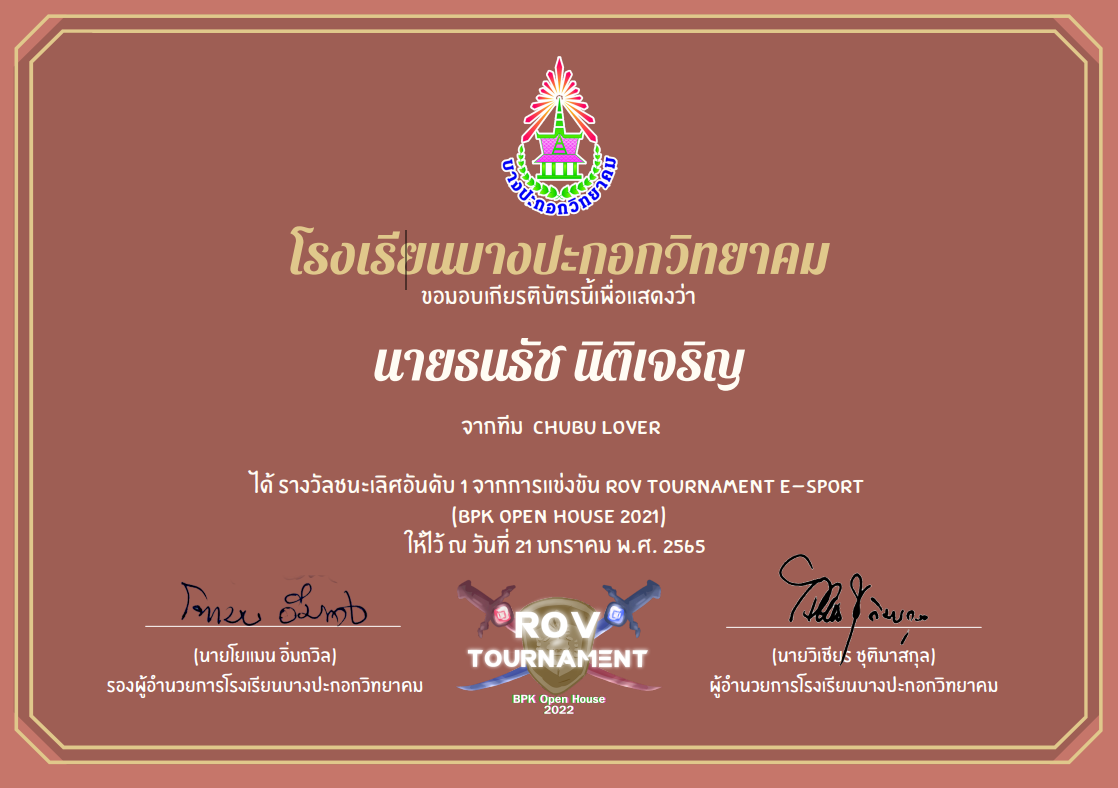 บางปะกอกวิทยาคม
โรงเรียนบางปะกอกวิทยาคม
ขอมอบเกียรติบัตรนี้เพื่อแสดงว่า
นายธนธัช นิติเจริญ
จากทีม CHUBU LOVER
ได้ รางวัลชนะเลิศอันดับ 1 จากการแข่งขัน ROV TOURNAMENT E-SPORT
(BPK OPEN HOUSE 2021)
ให้ไว้ ณ วันที่ 21 มกราคม พ.ศ. 2565
ROV
TOURNAMENT
BPK Open House
2022
(นายโยแมน อิ่มถวิล)
รองผู้อำนวยการโรงเรียนบางปะกอกวิทยาคม
(นายวิเชียร ชุติมาสกุล)
ผู้อำนวยการโรงเรียนบางปะกอกวิทยาคม